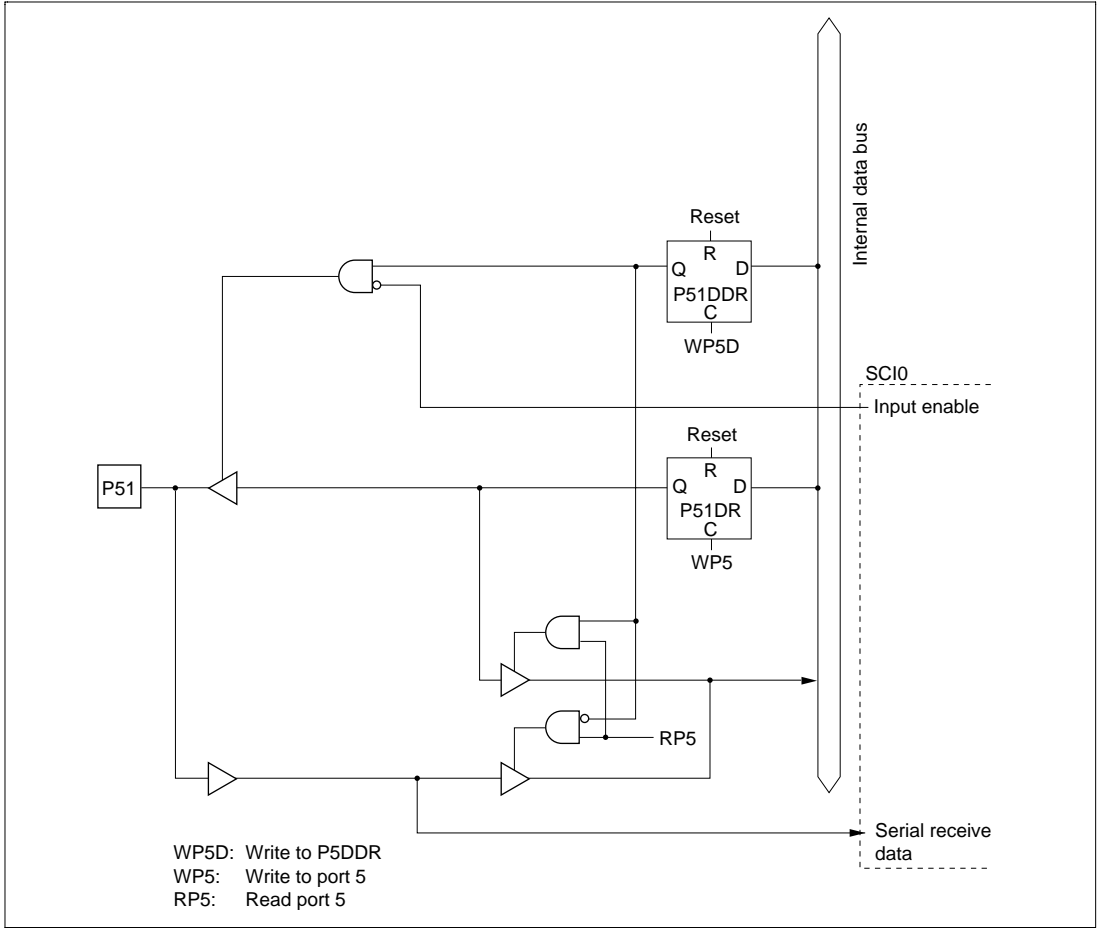 Internal data bus
Reset
R
Q
D
P51DDR
C
WP5D
SCI0
Input enable
Reset
R
P51
Q
D
P51DR
C
WP5
RP5
Serial receive
data
WP5D: Write to P5DDR
WP5: Write to port 5
RP5: Read port 5